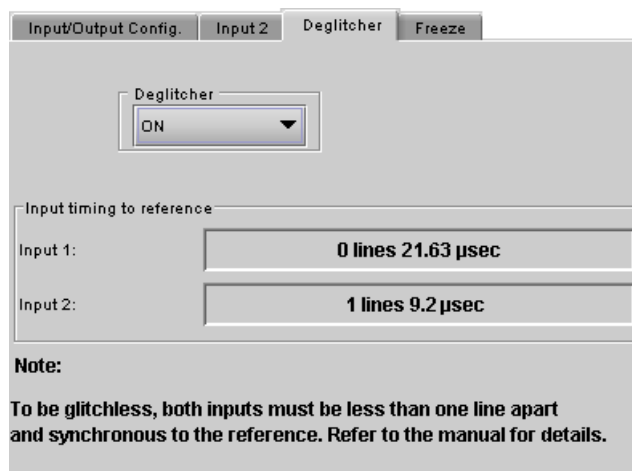 Input/Output Config. Input 2 Deglitcher Freeze
Deglitcher
ON
Input timing to reference
Input 1: 0 lines 21.63 µsec
Input 2: 1 lines 9.2 µsec
Note:
To be glitchless, both inputs must be less than one line apart
and synchronous to the reference. Refer to the manual for details.